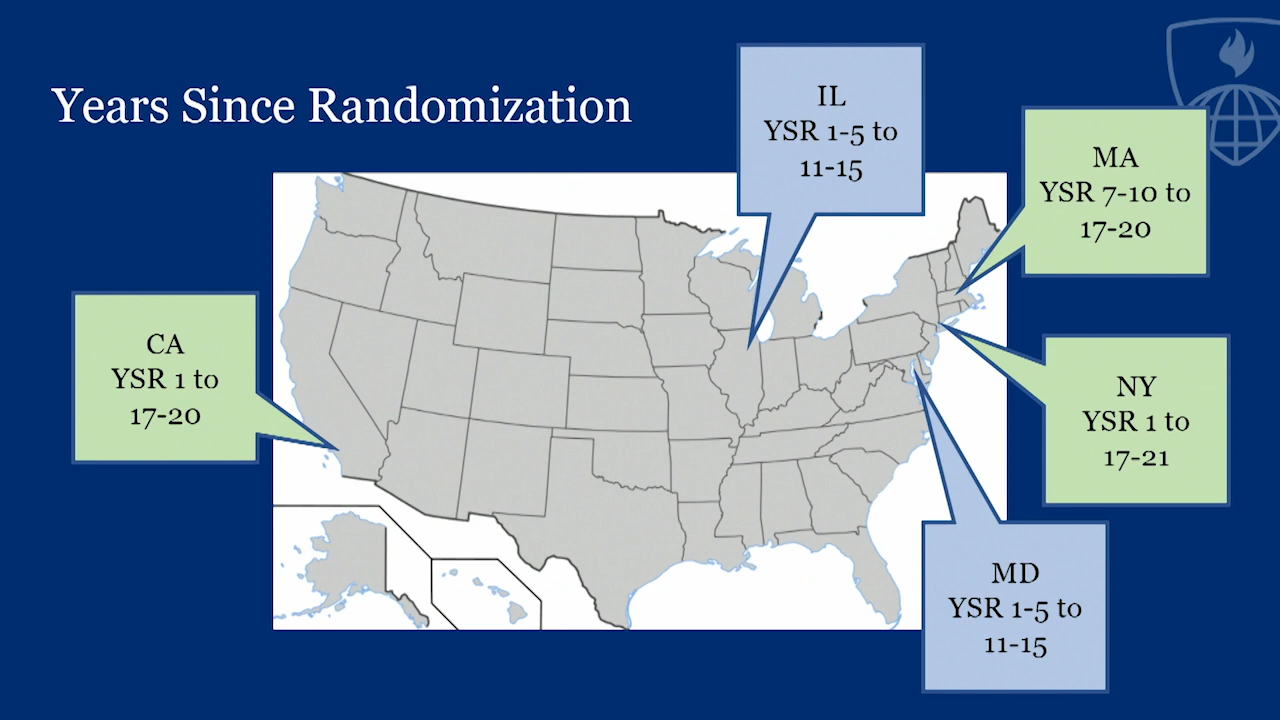 Years Since Randomization
IL
YSR 1-5 to
11-15
MA
YSR 7-10 to
17-20
CA
YSR 1 to
17-20
NY
YSR 1 to
17-21
MD
YSR 1-5 to
11-15